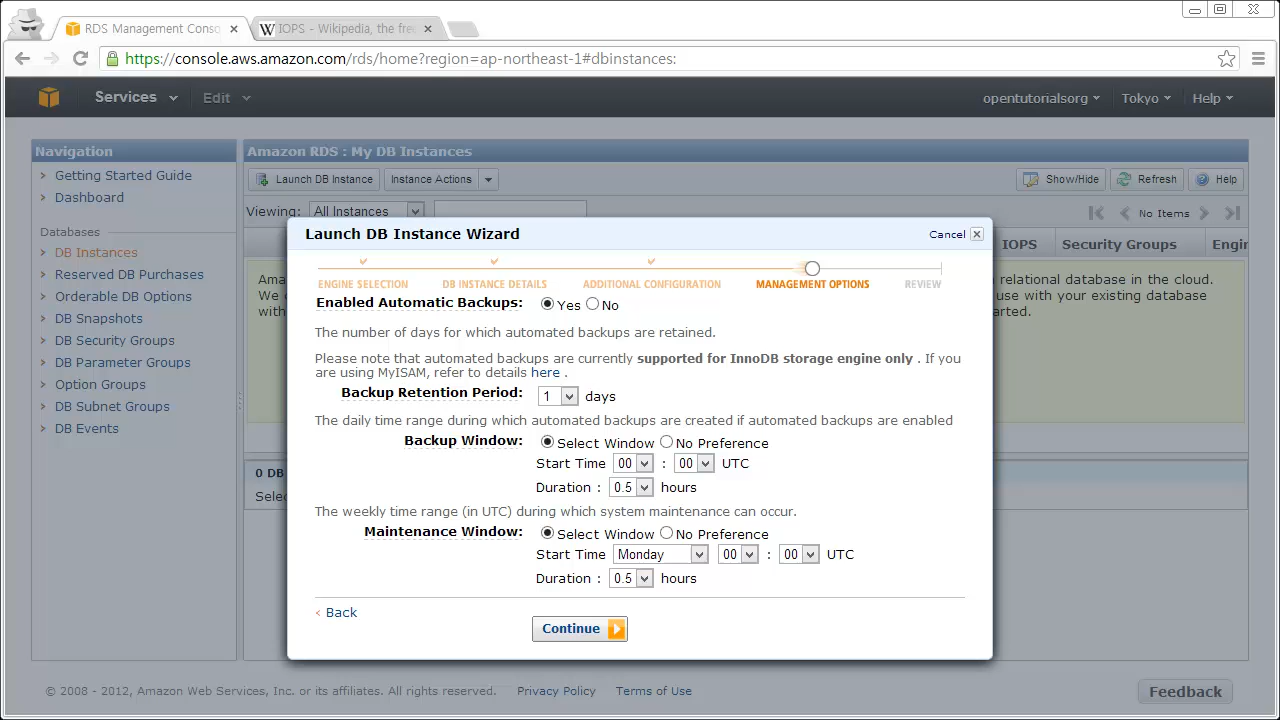 RDS Management Conso
IOPS - Wikipedia, the fre
https://console.aws.amazon.com/rds/home?region=ap-northeast-1#dbinstances:
Services Edit opentutorialsorg Tokyo Help
Navigation
Getting Started Guide
Dashboard
Databases
DB Instances
Reserved DB Purchases
Orderable DB Options
DB Snapshots
DB Security Groups
DB Parameter Groups
Option Groups
DB Subnet Groups
DB Events
Amazon RDS : My DB Instances
Launch DB Instance Instance Actions Show/Hide Refresh Help
Viewing: All Instances No Items
IOPS Security Groups Engin
Ama relational database in the cloud.
We c use with your existing database
with arted.
0 DB
Selec
Launch DB Instance Wizard Cancel
ENGINE SELECTION DB INSTANCE DETAILS ADDITIONAL CONFIGURATION MANAGEMENT OPTIONS REVIEW
Enabled Automatic Backups: Yes No
The number of days for which automated backups are retained.
Please note that automated backups are currently supported for InnoDB storage engine only . If you
are using MyISAM, refer to details here .
Backup Retention Period: 1 days
The daily time range during which automated backups are created if automated backups are enabled
Backup Window: Select Window No Preference
Start Time 00 : 00 UTC
Duration : 0.5 hours
The weekly time range (in UTC) during which system maintenance can occur.
Maintenance Window: Select Window No Preference
Start Time Monday 00 : 00 UTC
Duration : 0.5 hours
< Back
Continue
© 2008 - 2012, Amazon Web Services, Inc. or its affiliates. All rights reserved. Privacy Policy Terms of Use Feedback